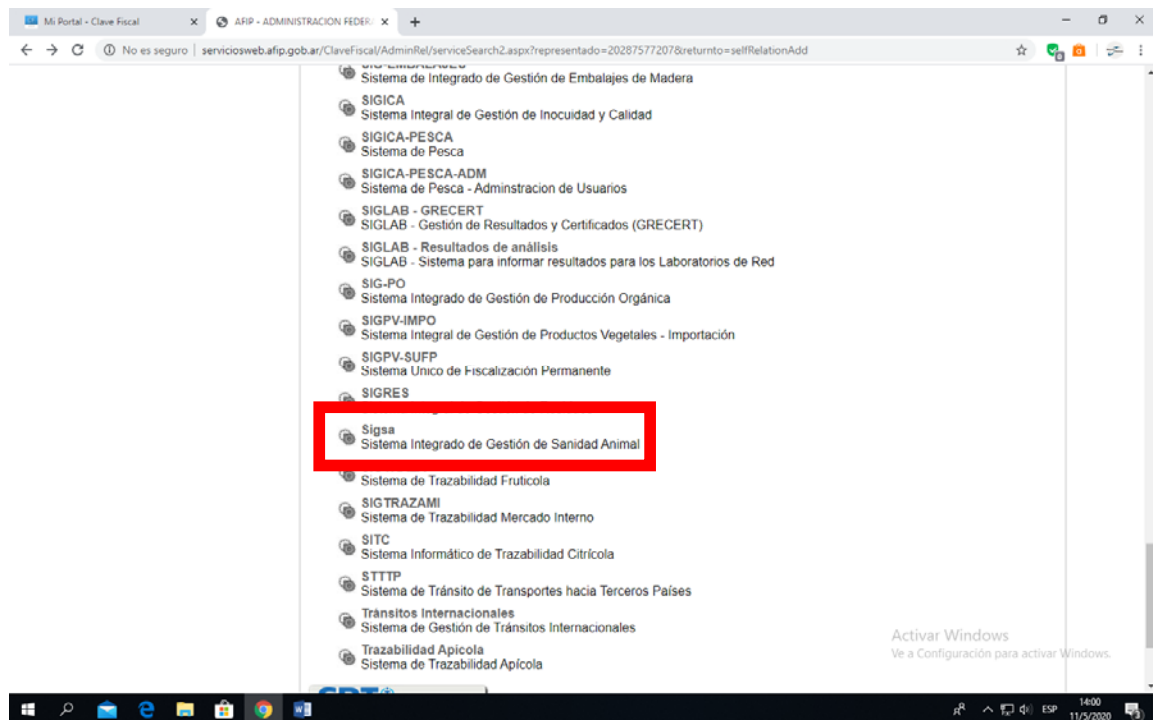 Mi Portal - Clave Fiscal
AFIP - ADMINISTRACION FEDER
No es seguro | serviciosweb.afip.gob.ar/ClaveFiscal/AdminRel/serviceSearch2.aspx?representado=20287577207&returnto=selfRelationAdd
SIG-EMBALAJES
Sistema de Integrado de Gestión de Embalajes de Madera
SIGICA
Sistema Integral de Gestión de Inocuidad y Calidad
SIGICA-PESCA
Sistema de Pesca
SIGICA-PESCA-ADM
Sistema de Pesca - Adminstracion de Usuarios
SIGLAB - GRECERT
SIGLAB - Gestión de Resultados y Certificados (GRECERT)
SIGLAB - Resultados de análisis
SIGLAB - Sistema para informar resultados para los Laboratorios de Red
SIG-PO
Sistema Integrado de Gestión de Producción Orgánica
SIGPV-IMPO
Sistema Integral de Gestión de Productos Vegetales - Importación
SIGPV-SUFP
Sistema Unico de Fiscalización Permanente
SIGRES
Sigsa
Sistema Integrado de Gestión de Sanidad Animal
Sistema de Trazabilidad Fruticola
SIGTRAZAMI
Sistema de Trazabilidad Mercado Interno
SITC
Sistema Informático de Trazabilidad Citrícola
STTTP
Sistema de Tránsito de Transportes hacia Terceros Países
Tránsitos Internacionales
Sistema de Gestión de Tránsitos Internacionales
Trazabilidad Apicola
Sistema de Trazabilidad Apícola
Activar Windows
Ve a Configuración para activar Windows.
ESP
14:00
11/5/2020